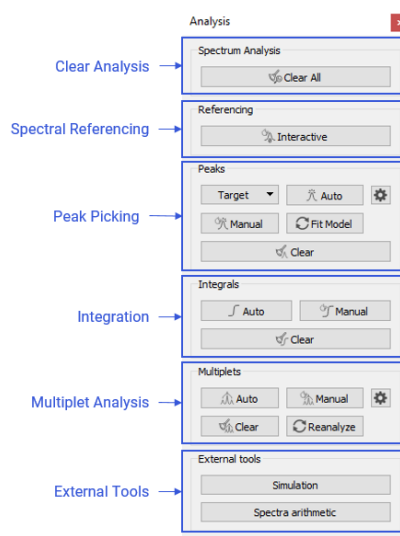 Analysis
Spectrum Analysis
Clear Analysis
Clear All
Referencing
Spectral Referencing
Interactive
Peaks
Target
Auto
Peak Picking
Manual
Fit Model
Clear
Integrals
Integration
Auto
Manual
Clear
Multiplets
Multiplet Analysis
Auto
Manual
Clear
Reanalyze
External tools
External Tools
Simulation
Spectra arithmetic